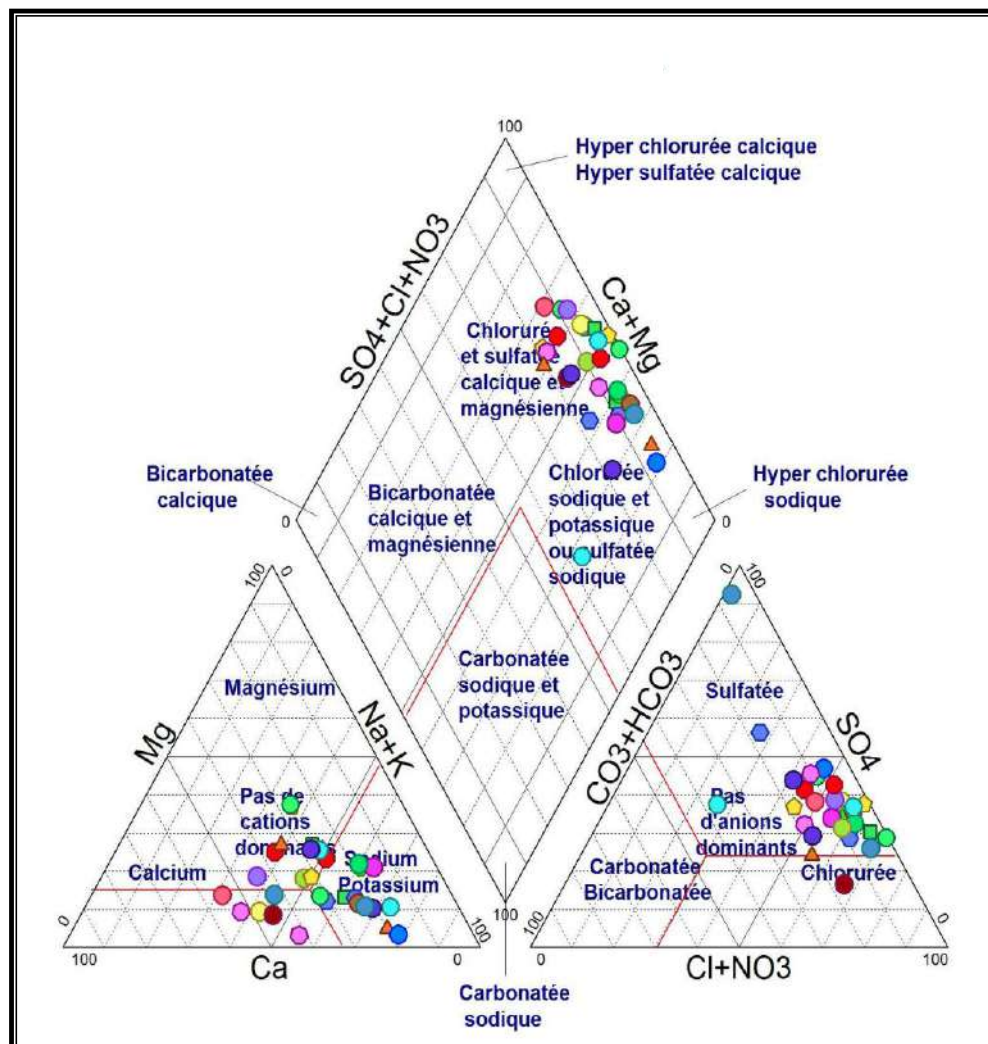 100
Hyper chlorurée calcique
Hyper sulfatée calcique
SO4+Cl+NO3
Ca+Mg
Chloruré
et sulfaté
calcique et
magnésienne
Bicarbonatée
calcique
Bicarbonatée
calcique et
magnésienne
Chlorurée
sodique et
potassique
ou sulfatée
sodique
Hyper chlorurée
sodique
0
0
100
0
0
100
Carbonatée
sodique et
potassique
Magnésium
Mg
Na+K
Pas de
cations
dominants
Calcium
Sodium
Potassium
0
100
100
0
Ca
100
Carbonatée
sodique
CO3+HCO3
SO4
Sulfatée
Pas
d'anions
dominants
Carbonatée
Bicarbonatée
Chlorurée
100
0
0
100
Cl+NO3